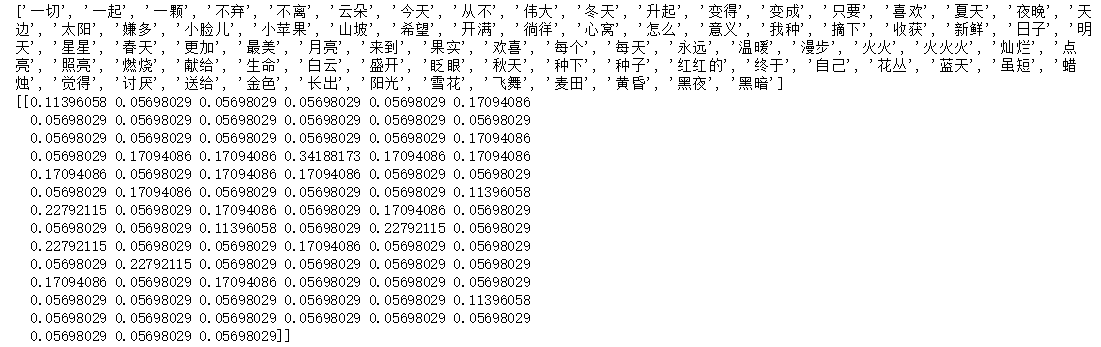 ['一切', '一起', '一颗', '不弃', '不离', '云朵', '今天', '从不', '伟大', '冬天', '升起', '变得', '变成', '只要', '喜欢', '夏天', '夜晚', '天
边', '太阳', '嫌多', '小脸儿', '小苹果', '山坡', '希望', '开满', '徜徉', '心窝', '怎么', '意义', '我种', '摘下', '收获', '新鲜', '日子', '明
天', '星星', '春天', '更加', '最美', '月亮', '来到', '果实', '欢喜', '每个', '每天', '永远', '温暖', '漫步', '火火', '火火火', '灿烂', '点
亮', '照亮', '燃烧', '献给', '生命', '白云', '盛开', '眨眼', '秋天', '种下', '种子', '红红的', '终于', '自己', '花丛', '蓝天', '虽短', '蜡
烛', '觉得', '讨厌', '送给', '金色', '长出', '阳光', '雪花', '飞舞', '麦田', '黄昏', '黑夜', '黑暗']
[[0.11396058 0.05698029 0.05698029 0.05698029 0.05698029 0.17094086
0.05698029 0.05698029 0.05698029 0.05698029 0.05698029 0.05698029
0.05698029 0.05698029 0.05698029 0.05698029 0.05698029 0.17094086
0.05698029 0.17094086 0.17094086 0.34188173 0.17094086 0.17094086
0.17094086 0.05698029 0.17094086 0.17094086 0.05698029 0.05698029
0.05698029 0.17094086 0.05698029 0.05698029 0.05698029 0.11396058
0.22792115 0.05698029 0.17094086 0.05698029 0.17094086 0.05698029
0.05698029 0.05698029 0.11396058 0.05698029 0.22792115 0.05698029
0.22792115 0.05698029 0.05698029 0.17094086 0.05698029 0.05698029
0.05698029 0.22792115 0.05698029 0.05698029 0.05698029 0.05698029
0.17094086 0.05698029 0.17094086 0.05698029 0.05698029 0.05698029
0.05698029 0.05698029 0.05698029 0.05698029 0.05698029 0.11396058
0.05698029 0.05698029 0.05698029 0.05698029 0.05698029 0.05698029
0.05698029 0.05698029 0.05698029]]